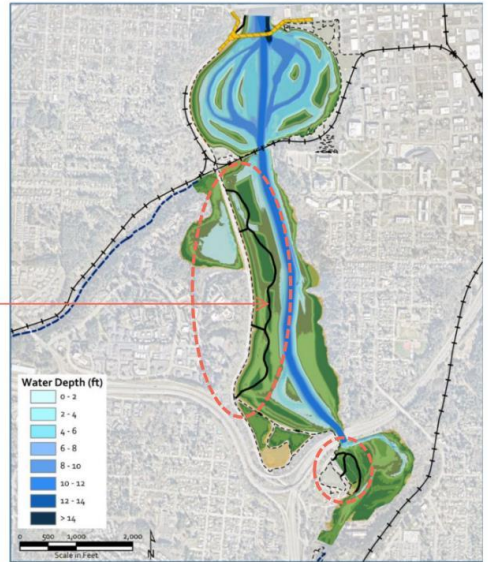 Water Depth (ft)
0 - 2
2 - 4
4 - 6
6 - 8
8 - 10
10 - 12
12 - 14
> 14
0 500 1,000 2,000
Scale in Feet
N